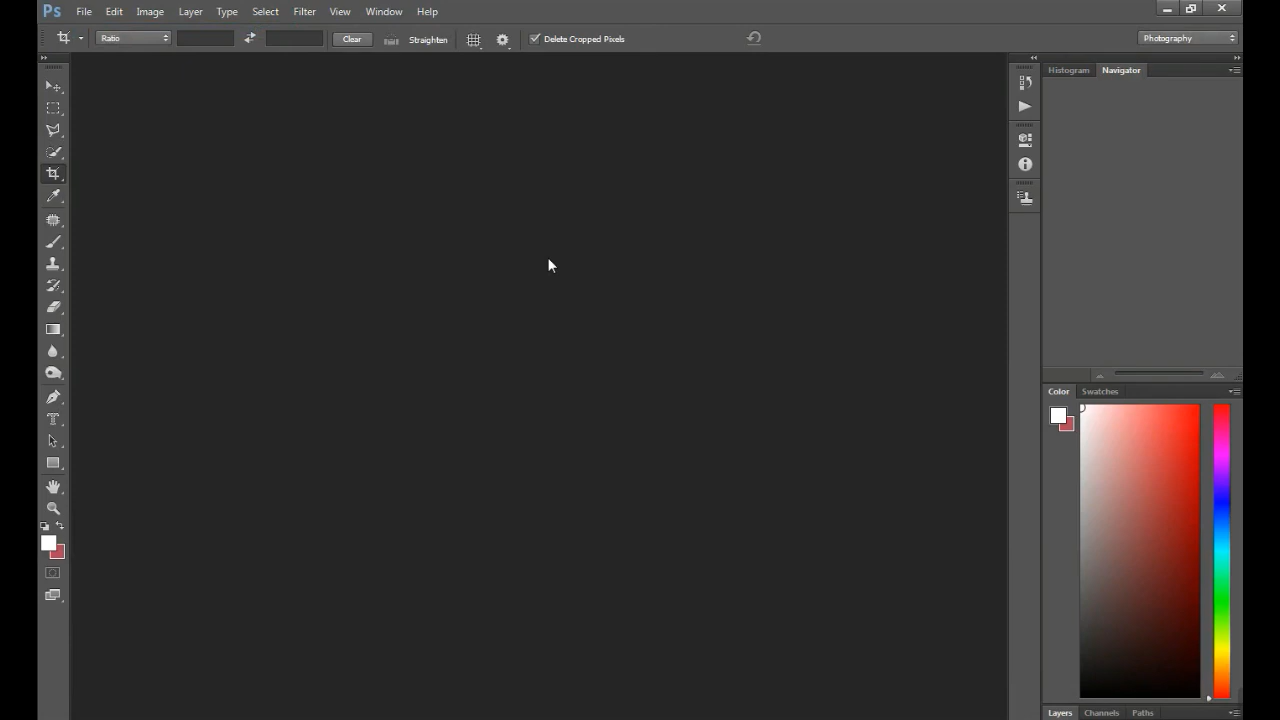 Ps File Edit Image Layer Type Select Filter View Window Help
Ratio Clear Straighten Delete Cropped Pixels Photography
Histogram Navigator
Color Swatches
Layers Channels Paths